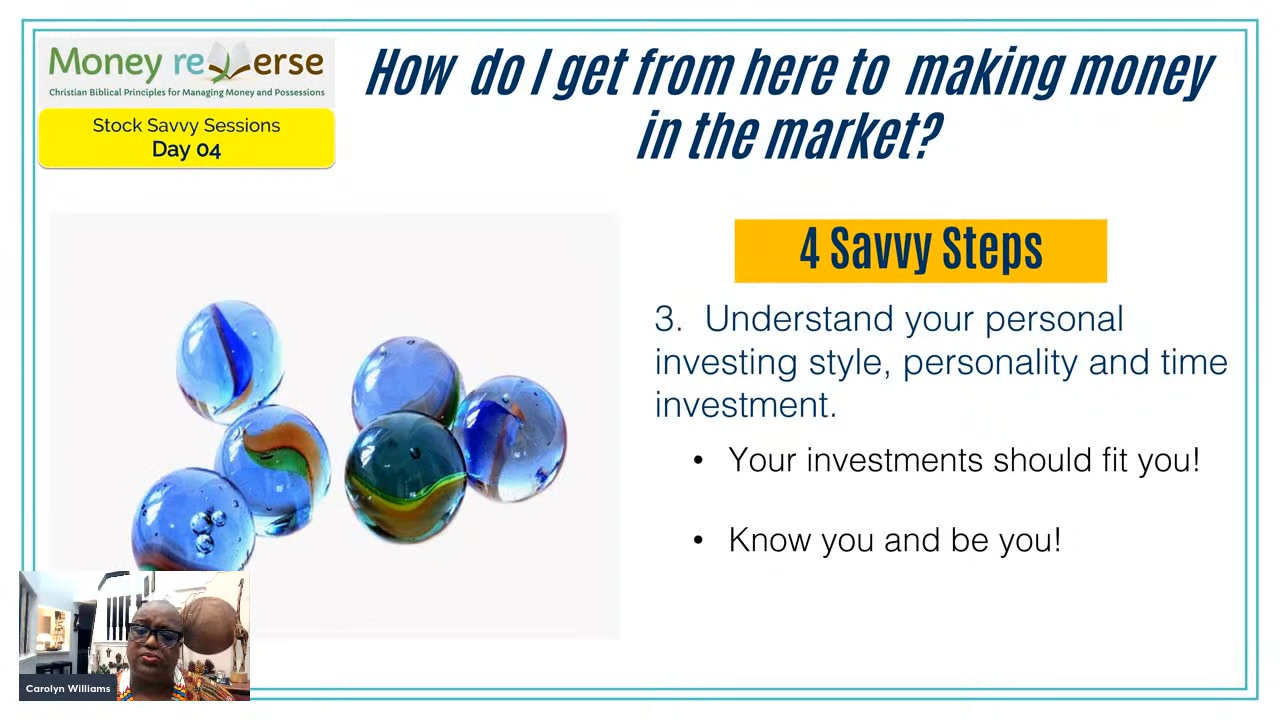 Money re erse
Christian Biblical Principles for Managing Money and Possessions
Stock Savvy Sessions
Day 04
How do I get from here to making money
in the market?
4 Savvy Steps
3. Understand your personal
investing style, personality and time
investment.
• Your investments should fit you!
• Know you and be you!
Carolyn Williams